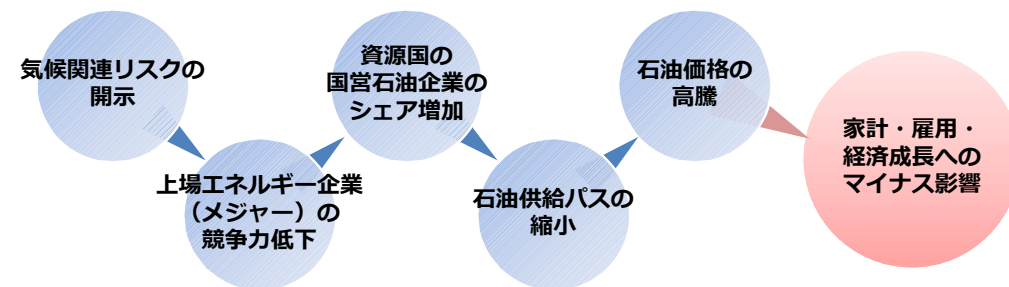 気候関連リスクの
開示
上場エネルギー企業
（メジャー）の
競争力低下
資源国の
国営石油企業の
シェア増加
石油供給パスの
縮小
石油価格の
高騰
家計・雇用・
経済成長への
マイナス影響